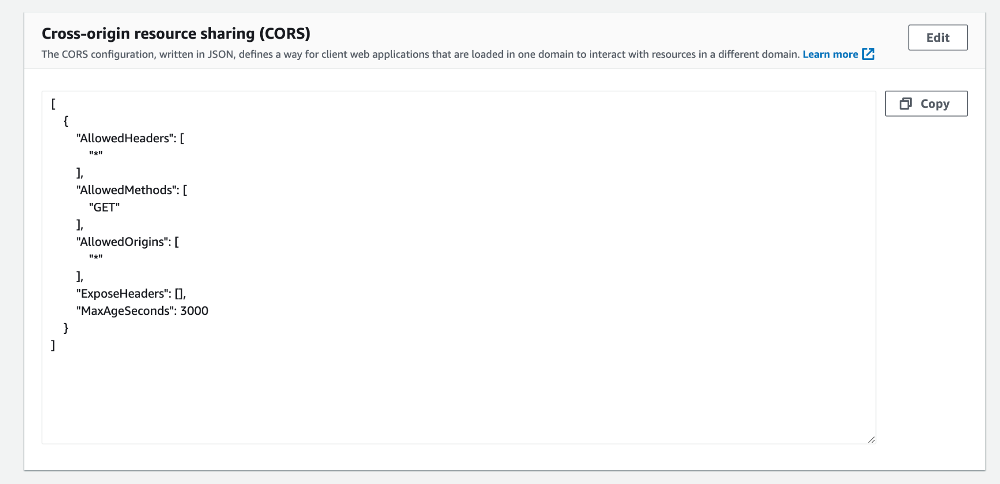 Cross-origin resource sharing (CORS)
Edit
The CORS configuration, written in JSON, defines a way for client web applications that are loaded in one domain to interact with resources in a different domain. Learn more
Copy
[
  {
    "AllowedHeaders": [
      "*"
    ],
    "AllowedMethods": [
      "GET"
    ],
    "AllowedOrigins": [
      "*"
    ],
    "ExposeHeaders": [],
    "MaxAgeSeconds": 3000
  }
]